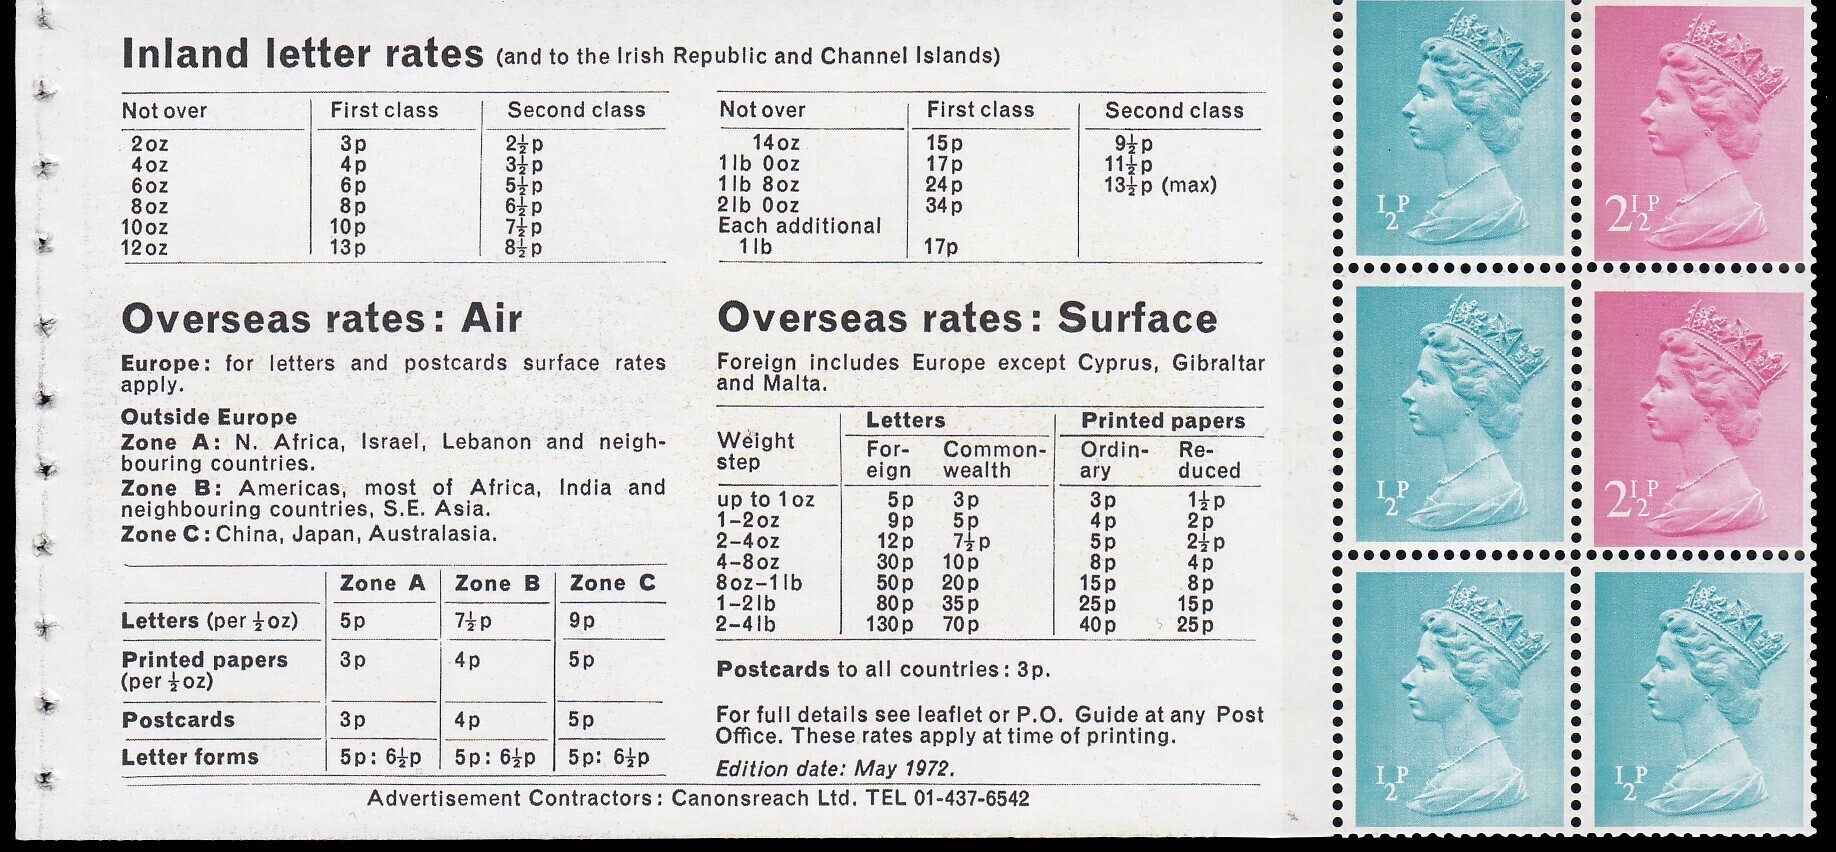 Inland letter rates (and to the Irish Republic and Channel Islands)
Not over First class Second class
2oz 3p 2½p
4oz 4p 3½p
6oz 6p 5½p
8oz 8p 6½p
10oz 10p 7½p
12oz 13p 8½p
Not over First class Second class
14oz 15p 9½p
1lb 0oz 17p 11½p
1lb 8oz 24p 13½p (max)
2lb 0oz 34p
Each additional
1lb 17p
Overseas rates: Air
Europe: for letters and postcards surface rates
apply.
Outside Europe
Zone A: N. Africa, Israel, Lebanon and neigh-
bouring countries.
Zone B: Americas, most of Africa, India and
neighbouring countries, S.E. Asia.
Zone C: China, Japan, Australasia.
Zone A Zone B Zone C
Letters (per ½oz) 5p 7½p 9p
Printed papers 3p 4p 5p
(per ½oz)
Postcards 3p 4p 5p
Letter forms 5p: 6½p 5p: 6½p 5p: 6½p
Overseas rates: Surface
Foreign includes Europe except Cyprus, Gibraltar
and Malta.
Letters Printed papers
Weight For- Common- Ordin- Re-
step eign wealth ary duced
up to 1oz 5p 3p 3p 1½p
1-2oz 9p 5p 4p 2p
2-4oz 12p 7½p 5p 2½p
4-8oz 30p 10p 8p 4p
8oz-1lb 50p 20p 15p 8p
1-2lb 80p 35p 25p 15p
2-4lb 130p 70p 40p 25p
Postcards to all countries: 3p.
For full details see leaflet or P.O. Guide at any Post
Office. These rates apply at time of printing.
Edition date: May 1972.
Advertisement Contractors: Canonsreach Ltd. TEL 01-437-6542
½P 2½P
½P 2½P
½P ½P